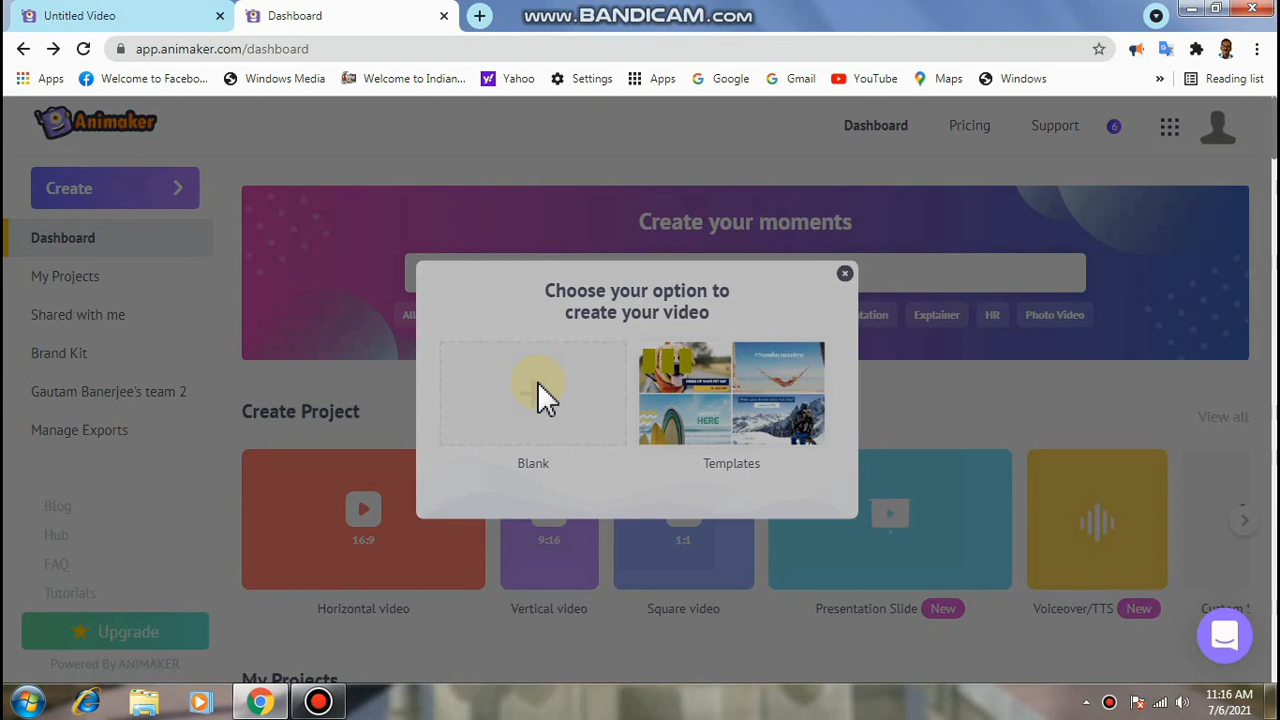 Untitled Video
Dashboard
www.BANDICAM.com
app.animaker.com/dashboard
Apps
Welcome to Facebo...
Windows Media
Welcome to Indian...
Yahoo
Settings
Apps
Google
Gmail
YouTube
Maps
Windows
»
Reading list
Animaker
Dashboard
Pricing
Support
6
Create
Create your moments
Dashboard
My Projects
Shared with me
Brand Kit
Gautam Banerjee's team 2
Manage Exports
Explainer
HR
Photo Video
Choose your option to
create your video
Blank
Templates
Create Project
View all
16:9
9:16
1:1
Horizontal video
Vertical video
Square video
Presentation Slide
New
Voiceover/TTS
New
Blog
Hub
FAQ
Tutorials
Upgrade
Powered By ANIMAKER
My Projects
11:16 AM
7/6/2021